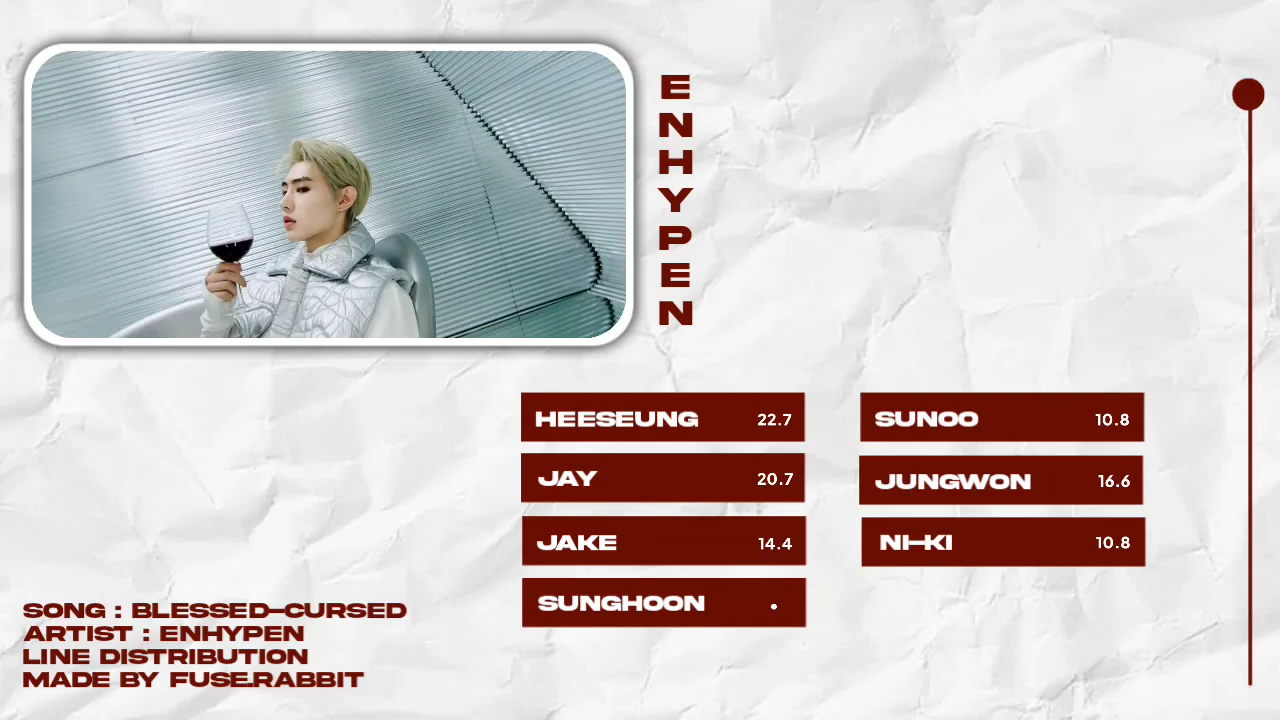 ENHYPEN
HEESEUNG 22.7
JAY 20.7
JAKE 14.4
SUNGHOON .
SUNOO 10.8
JUNGWON 16.6
NI-KI 10.8
SONG : BLESSED-CURSED
ARTIST : ENHYPEN
LINE DISTRIBUTION
MADE BY FUSE.RABBIT